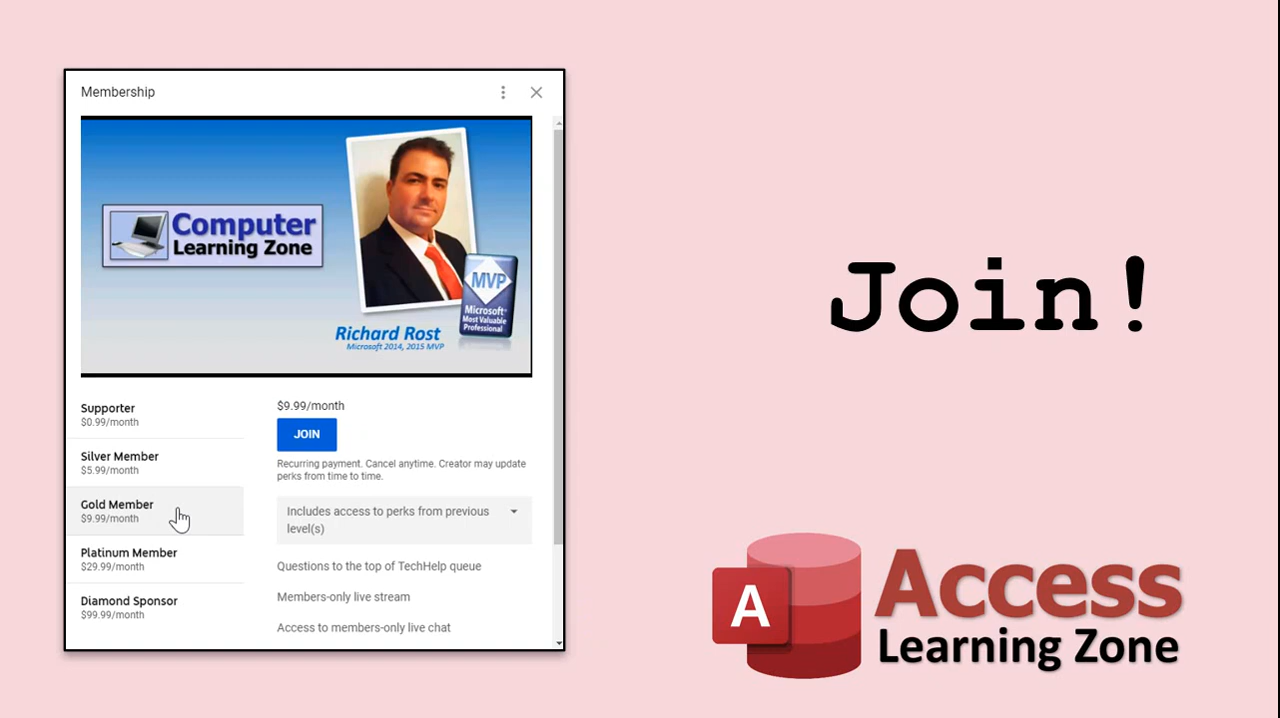 Membership
Computer
Learning Zone
MVP
Microsoft®
Most Valuable
Professional
Richard Rost
Microsoft 2014, 2015 MVP
Supporter
$0.99/month
Silver Member
$5.99/month
Gold Member
$9.99/month
Platinum Member
$29.99/month
Diamond Sponsor
$99.99/month
$9.99/month
JOIN
Recurring payment. Cancel anytime. Creator may update
perks from time to time.
Includes access to perks from previous
level(s)
Questions to the top of TechHelp queue
Members-only live stream
Access to members-only live chat
Join!
A
Access
Learning Zone